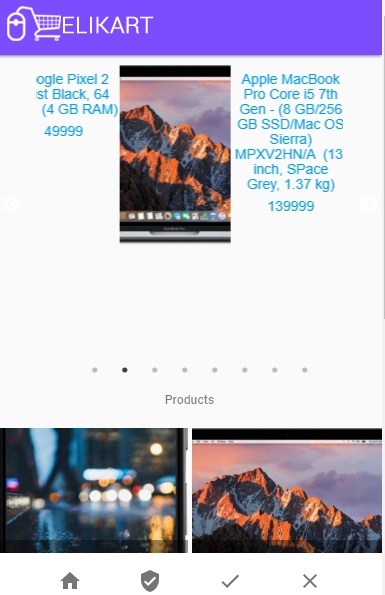 ELIKART
ogle Pixel 2
st Black, 64
(4 GB RAM)
49999
Apple MacBook
Pro Core i5 7th
Gen - (8 GB/256
GB SSD/Mac OS
Sierra)
MPXV2HN/A (13
inch, SPace
Grey, 1.37 kg)
139999
Products